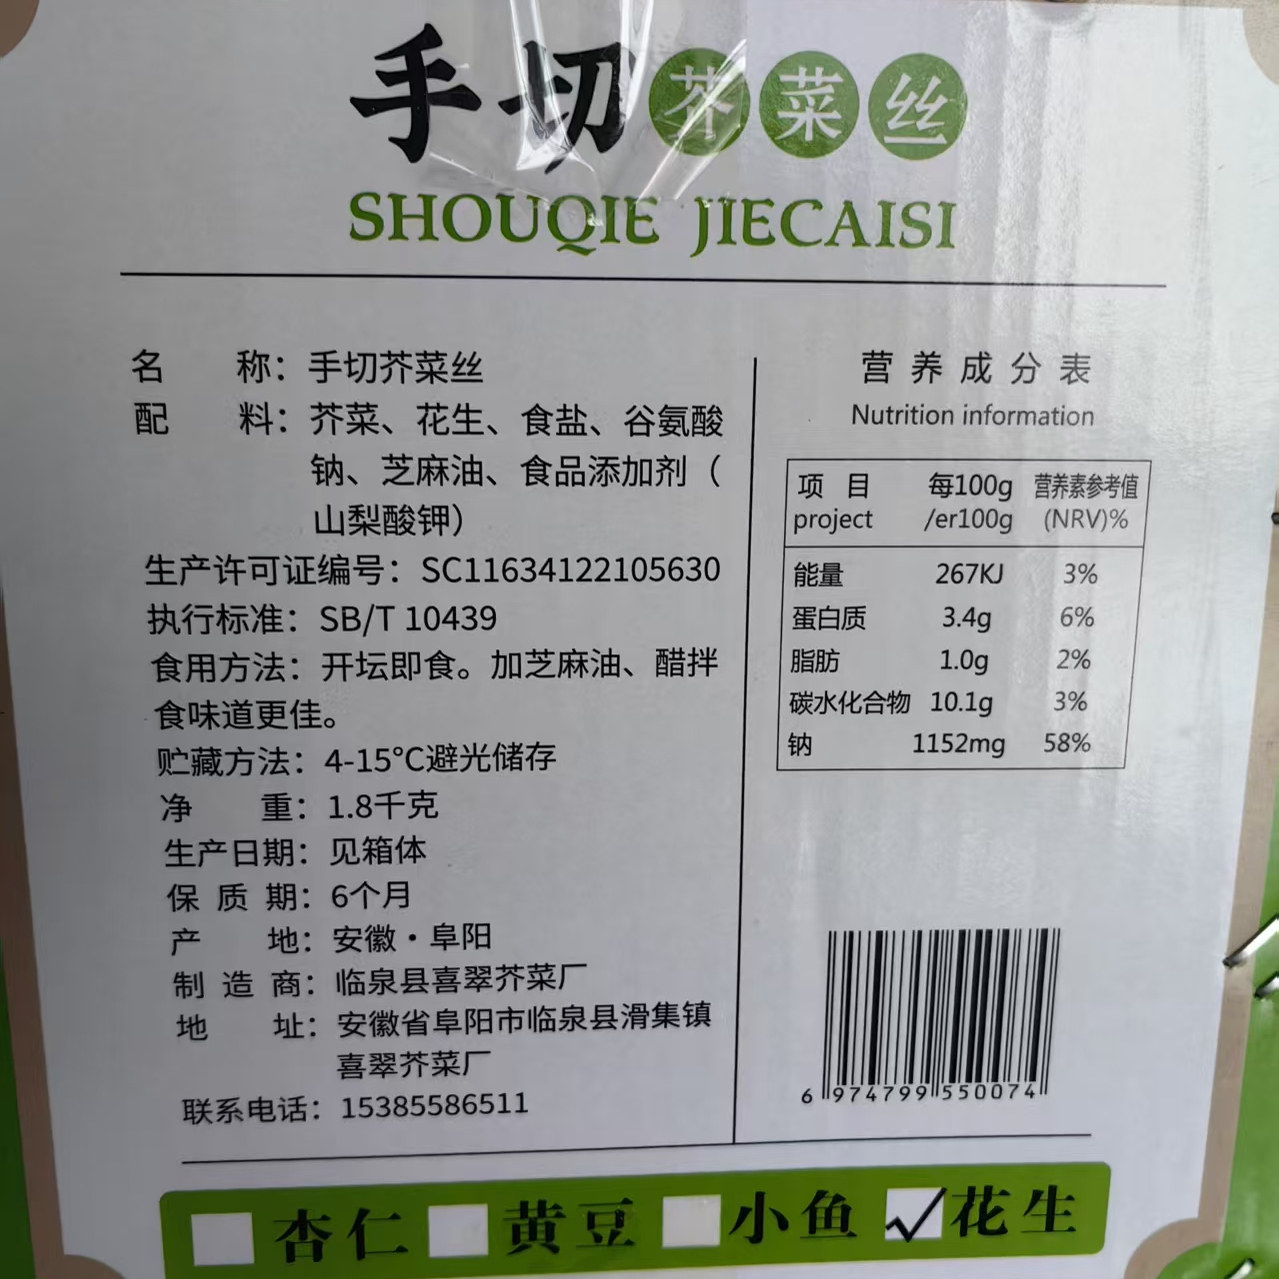 手切芥菜丝
SHOUQIE JIECAISI
名 称：手切芥菜丝
配 料：芥菜、花生、食盐、谷氨酸
钠、芝麻油、食品添加剂（
山梨酸钾）
生产许可证编号：SC11634122105630
执行标准：SB/T 10439
食用方法：开坛即食。加芝麻油、醋拌
食味道更佳。
贮藏方法：4-15℃避光储存
净 重：1.8千克
生产日期：见箱体
保 质 期：6个月
产 地：安徽·阜阳
制 造 商：临泉县喜翠芥菜厂
地 址：安徽省阜阳市临泉县滑集镇
喜翠芥菜厂
联系电话：15385586511
营养成分表
Nutrition information
项 目 每100g 营养素参考值
project /er100g (NRV)%
能量 267KJ 3%
蛋白质 3.4g 6%
脂肪 1.0g 2%
碳水化合物 10.1g 3%
钠 1152mg 58%
6 974799 550074
杏仁 黄豆 小鱼 花生